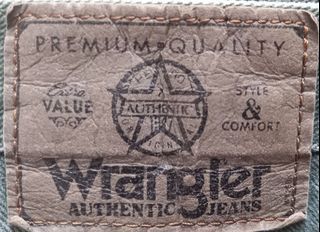 PREMIUM • QUALITY
Extra
VALUE
AUTHENTIC
STYLE
&
COMFORT
Wrangler
AUTHENTIC JEANS